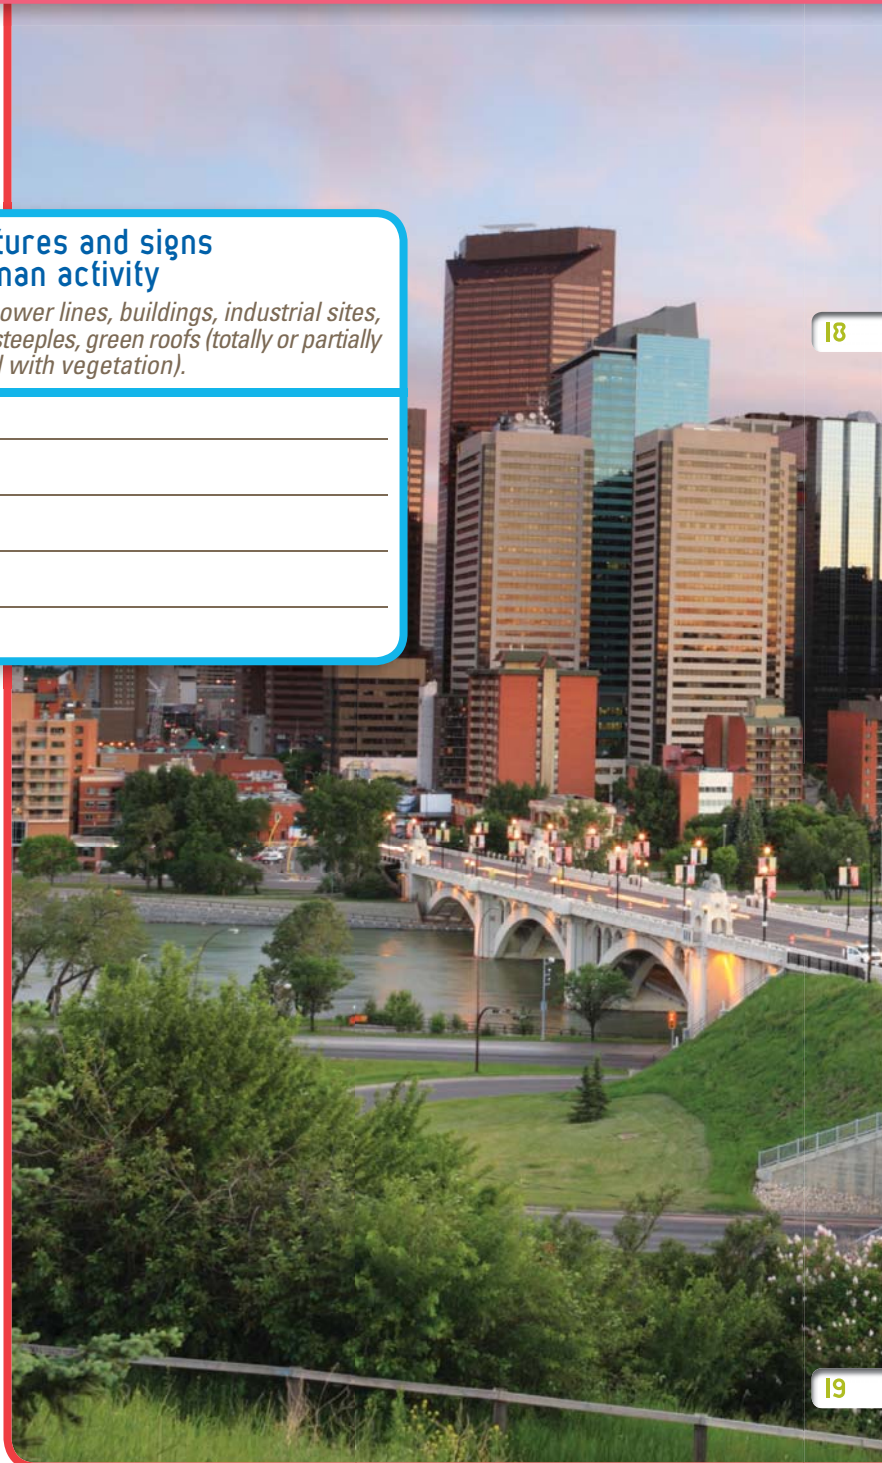 tures and signs
man activity
ower lines, buildings, industrial sites,
steeples, green roofs (totally or partially
with vegetation).
18
19